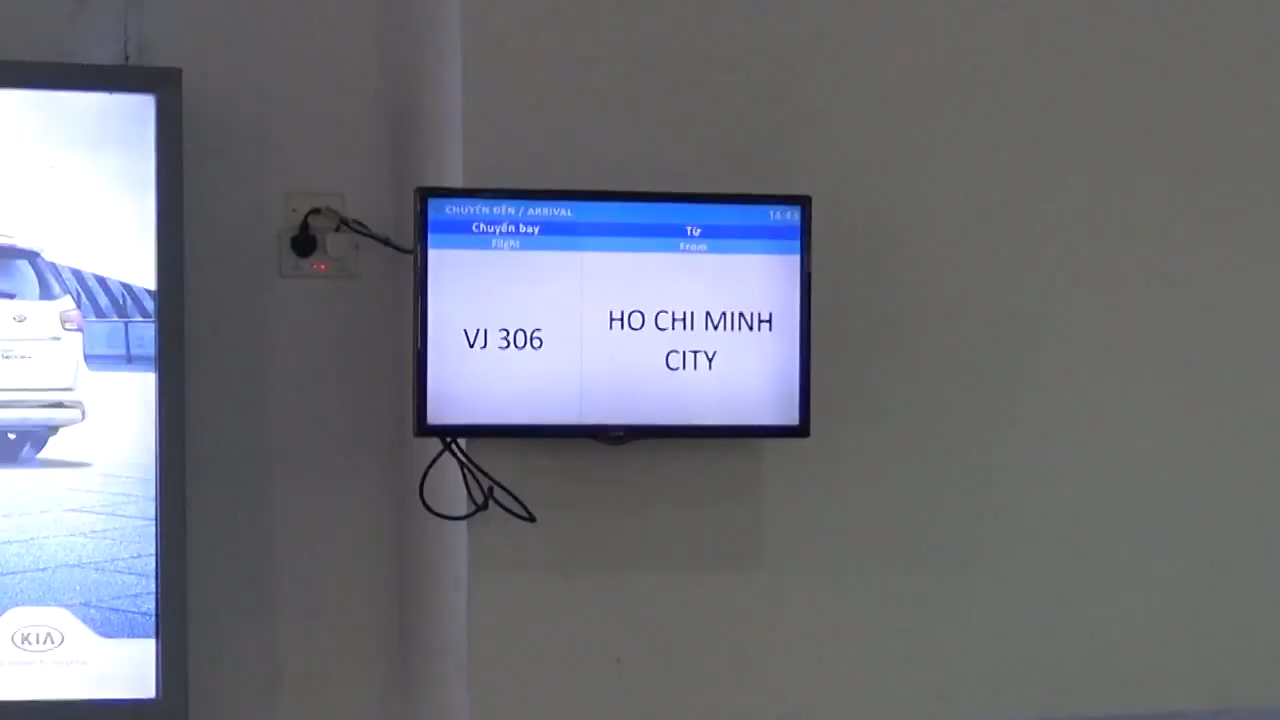 CHUYẾN ĐẾN / ARRIVAL
14:43
Chuyến bay
Từ
Flight
From
VJ 306
HO CHI MINH
CITY
KIA